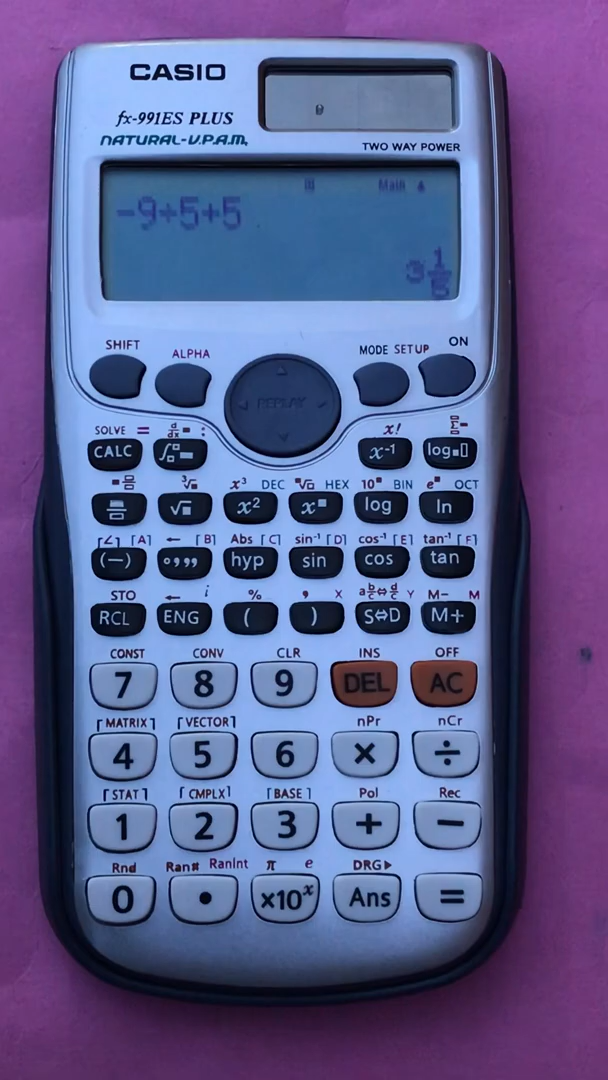 CASIO
fx-991ES PLUS
NATURAL-V.P.A.M.
TWO WAY POWER
Math ▲
-9÷5+5
3 1/5
SHIFT ALPHA MODE SETUP ON
REPLAY
SOLVE = d/dx : x! Σ
CALC ∫ x⁻¹ log
³√ x³ DEC √ HEX 10 BIN e OCT
√ x² x log ln
∠ [A] ← [B] Abs [C] sin⁻¹ [D] cos⁻¹ [E] tan⁻¹ [F]
(−) °,,, hyp sin cos tan
STO ← i % , X a b/c⇔d/c Y M− M
RCL ENG ( ) S⇔D M+
CONST CONV CLR INS OFF
7 8 9 DEL AC
[MATRIX] [VECTOR] nPr nCr
4 5 6 × ÷
[STAT] [CMPLX] [BASE] Pol Rec
1 2 3 + −
Rnd Ran# RanInt π e DRG▶
0 • ×10ˣ Ans =